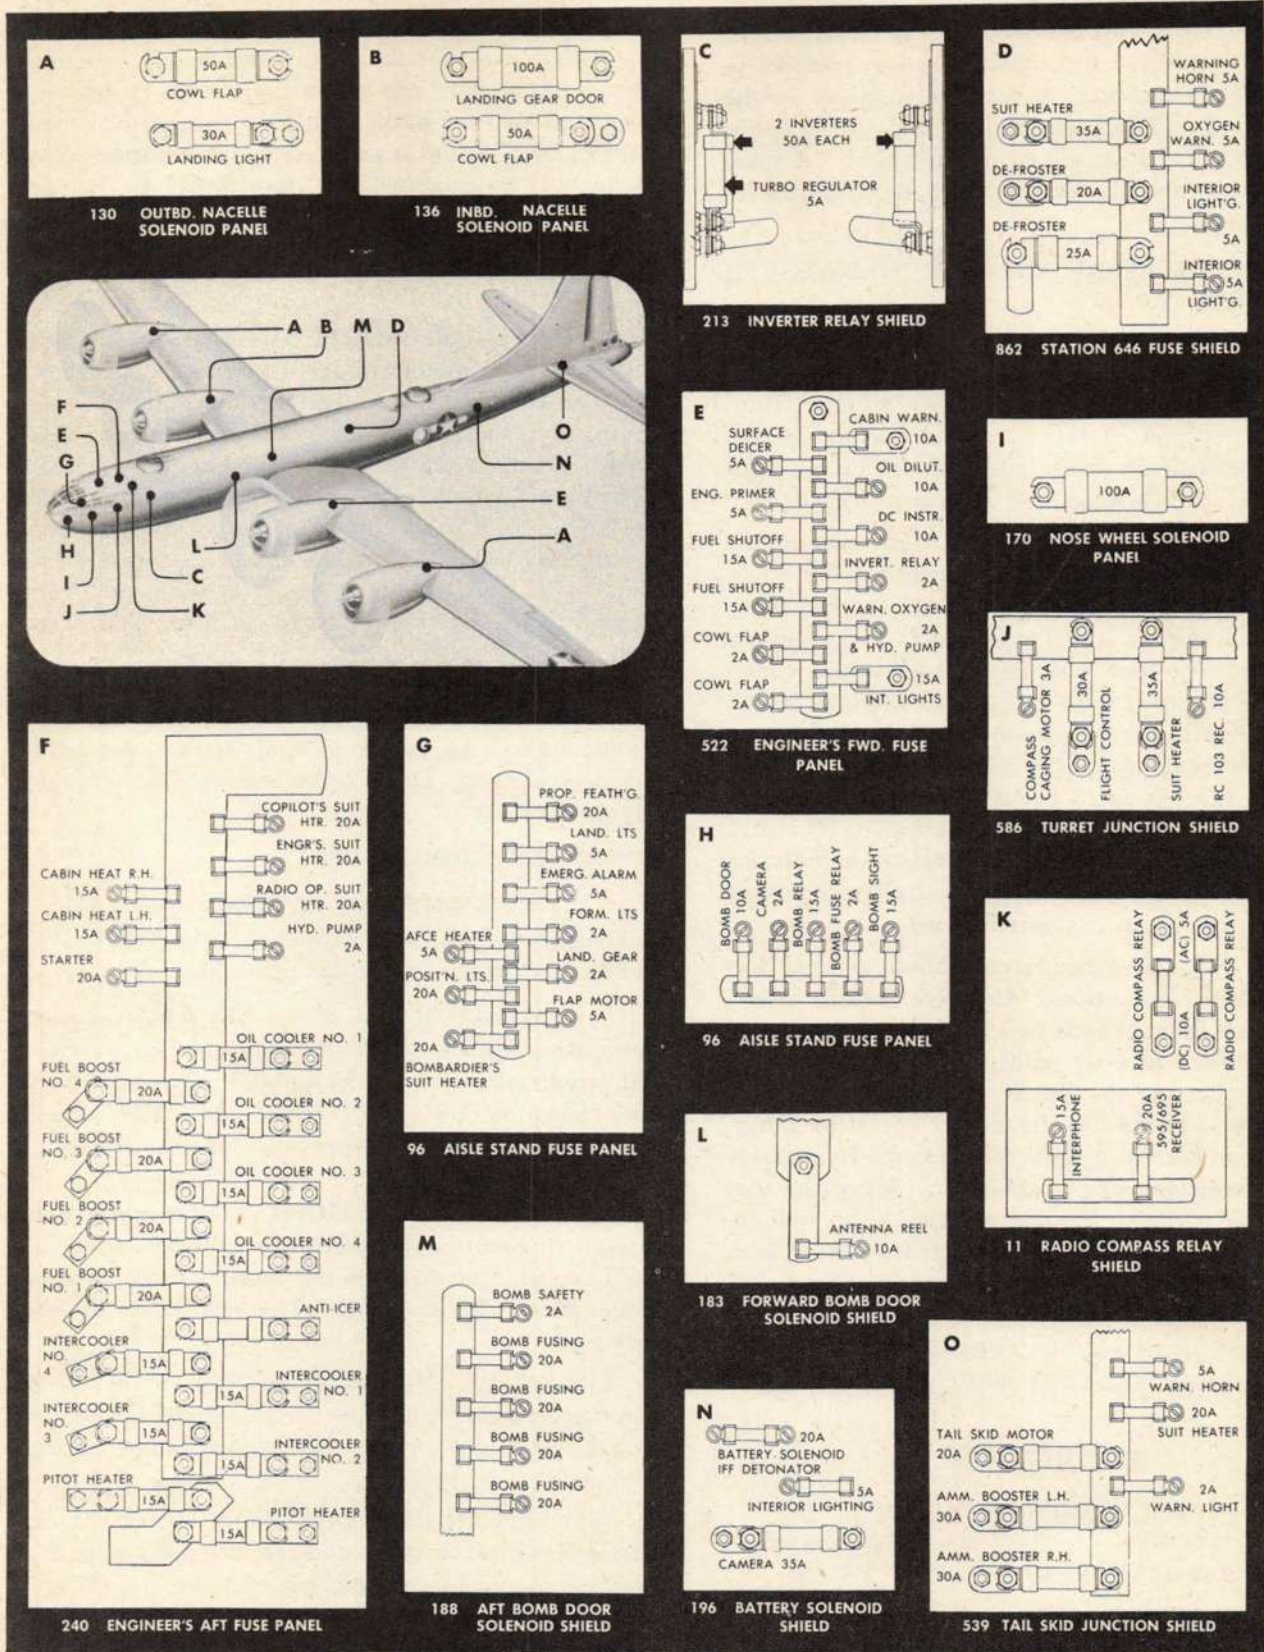 A
50A
COWL FLAP
30A
LANDING LIGHT
130 OUTBD. NACELLE
SOLENOID PANEL
B
100A
LANDING GEAR DOOR
50A
COWL FLAP
136 INBD. NACELLE
SOLENOID PANEL
C
2 INVERTERS
50A EACH
TURBO REGULATOR
5A
213 INVERTER RELAY SHIELD
D
WARNING
HORN 5A
SUIT HEATER
35A
OXYGEN
WARN. 5A
DE-FROSTER
20A
INTERIOR
LIGHT'G.
5A
DE-FROSTER
25A
INTERIOR
5A
LIGHT'G.
862 STATION 646 FUSE SHIELD
A B M D
F
E
G
H
I
J
L
C
K
O
N
E
A
E
CABIN WARN.
10A
SURFACE
DEICER
5A
OIL DILUT.
10A
ENG. PRIMER
5A
DC INSTR.
10A
FUEL SHUTOFF
15A
INVERT. RELAY
2A
FUEL SHUTOFF
15A
WARN. OXYGEN
2A
& HYD. PUMP
COWL FLAP
2A
15A
INT. LIGHTS
COWL FLAP
2A
522 ENGINEER'S FWD. FUSE
PANEL
I
100A
170 NOSE WHEEL SOLENOID
PANEL
J
COMPASS
CAGING MOTOR 3A
30A
FLIGHT CONTROL
35A
SUIT HEATER
RC 103 REC. 10A
586 TURRET JUNCTION SHIELD
F
COPILOT'S SUIT
HTR. 20A
ENGR'S. SUIT
HTR. 20A
CABIN HEAT R.H.
15A
RADIO OP. SUIT
HTR. 20A
CABIN HEAT L.H.
15A
HYD. PUMP
2A
STARTER
20A
OIL COOLER NO. 1
15A
FUEL BOOST
NO. 4
20A
OIL COOLER NO. 2
15A
FUEL BOOST
NO. 3
20A
OIL COOLER NO. 3
15A
FUEL BOOST
NO. 2
20A
OIL COOLER NO. 4
15A
FUEL BOOST
NO. 1
20A
ANTI-ICER
INTERCOOLER
NO.
4
15A
INTERCOOLER
NO. 1
15A
INTERCOOLER
NO.
3
15A
INTERCOOLER
NO. 2
15A
PITOT HEATER
15A
PITOT HEATER
15A
240 ENGINEER'S AFT FUSE PANEL
G
PROP. FEATH'G.
20A
LAND. LTS
5A
EMERG. ALARM
5A
FORM. LTS
2A
AFCE HEATER
5A
LAND. GEAR
2A
POSIT'N. LTS.
20A
FLAP MOTOR
5A
20A
BOMBARDIER'S
SUIT HEATER
96 AISLE STAND FUSE PANEL
H
BOMB DOOR
10A
CAMERA
2A
BOMB RELAY
15A
BOMB FUSE RELAY
2A
BOMB SIGHT
15A
96 AISLE STAND FUSE PANEL
K
RADIO COMPASS RELAY
(DC) 10A
(AC) 5A
RADIO COMPASS RELAY
15A
INTERPHONE
20A
595/695
RECEIVER
11 RADIO COMPASS RELAY
SHIELD
L
ANTENNA REEL
10A
183 FORWARD BOMB DOOR
SOLENOID SHIELD
M
BOMB SAFETY
2A
BOMB FUSING
20A
BOMB FUSING
20A
BOMB FUSING
20A
BOMB FUSING
20A
188 AFT BOMB DOOR
SOLENOID SHIELD
N
20A
BATTERY SOLENOID
IFF DETONATOR
5A
INTERIOR LIGHTING
CAMERA 35A
196 BATTERY SOLENOID
SHIELD
O
5A
WARN. HORN
20A
SUIT HEATER
TAIL SKID MOTOR
20A
2A
WARN. LIGHT
AMM. BOOSTER L.H.
30A
AMM. BOOSTER R.H.
30A
539 TAIL SKID JUNCTION SHIELD